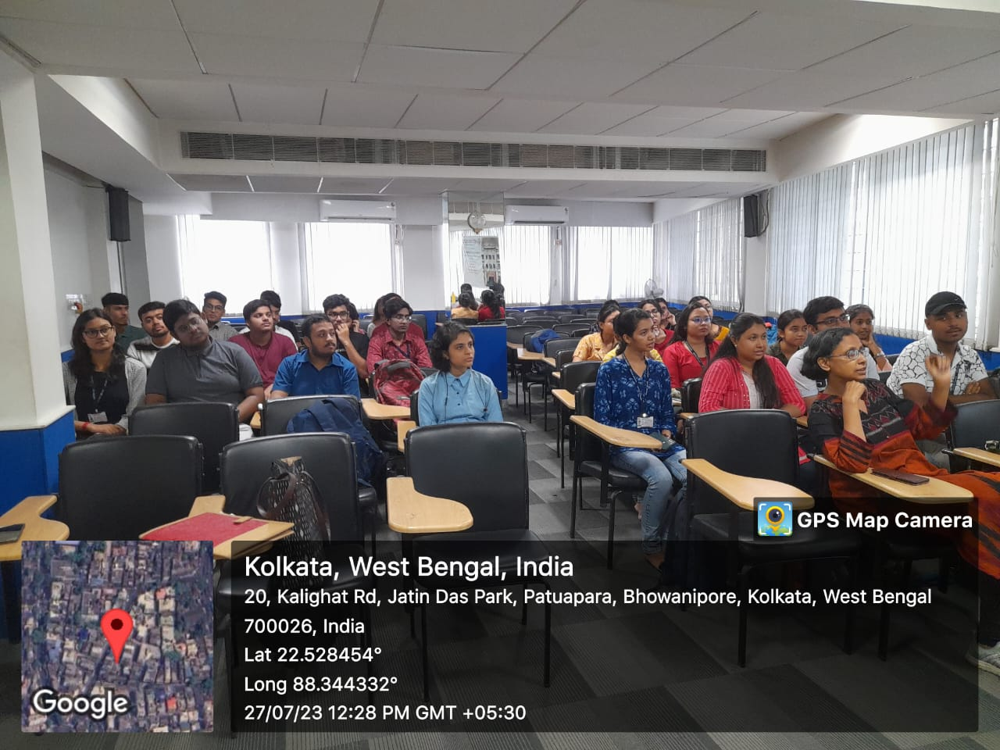 GPS Map Camera
Kolkata, West Bengal, India
20, Kalighat Rd, Jatin Das Park, Patuapara, Bhowanipore, Kolkata, West Bengal
700026, India
Lat 22.528454°
Long 88.344332°
27/07/23 12:28 PM GMT +05:30
Google